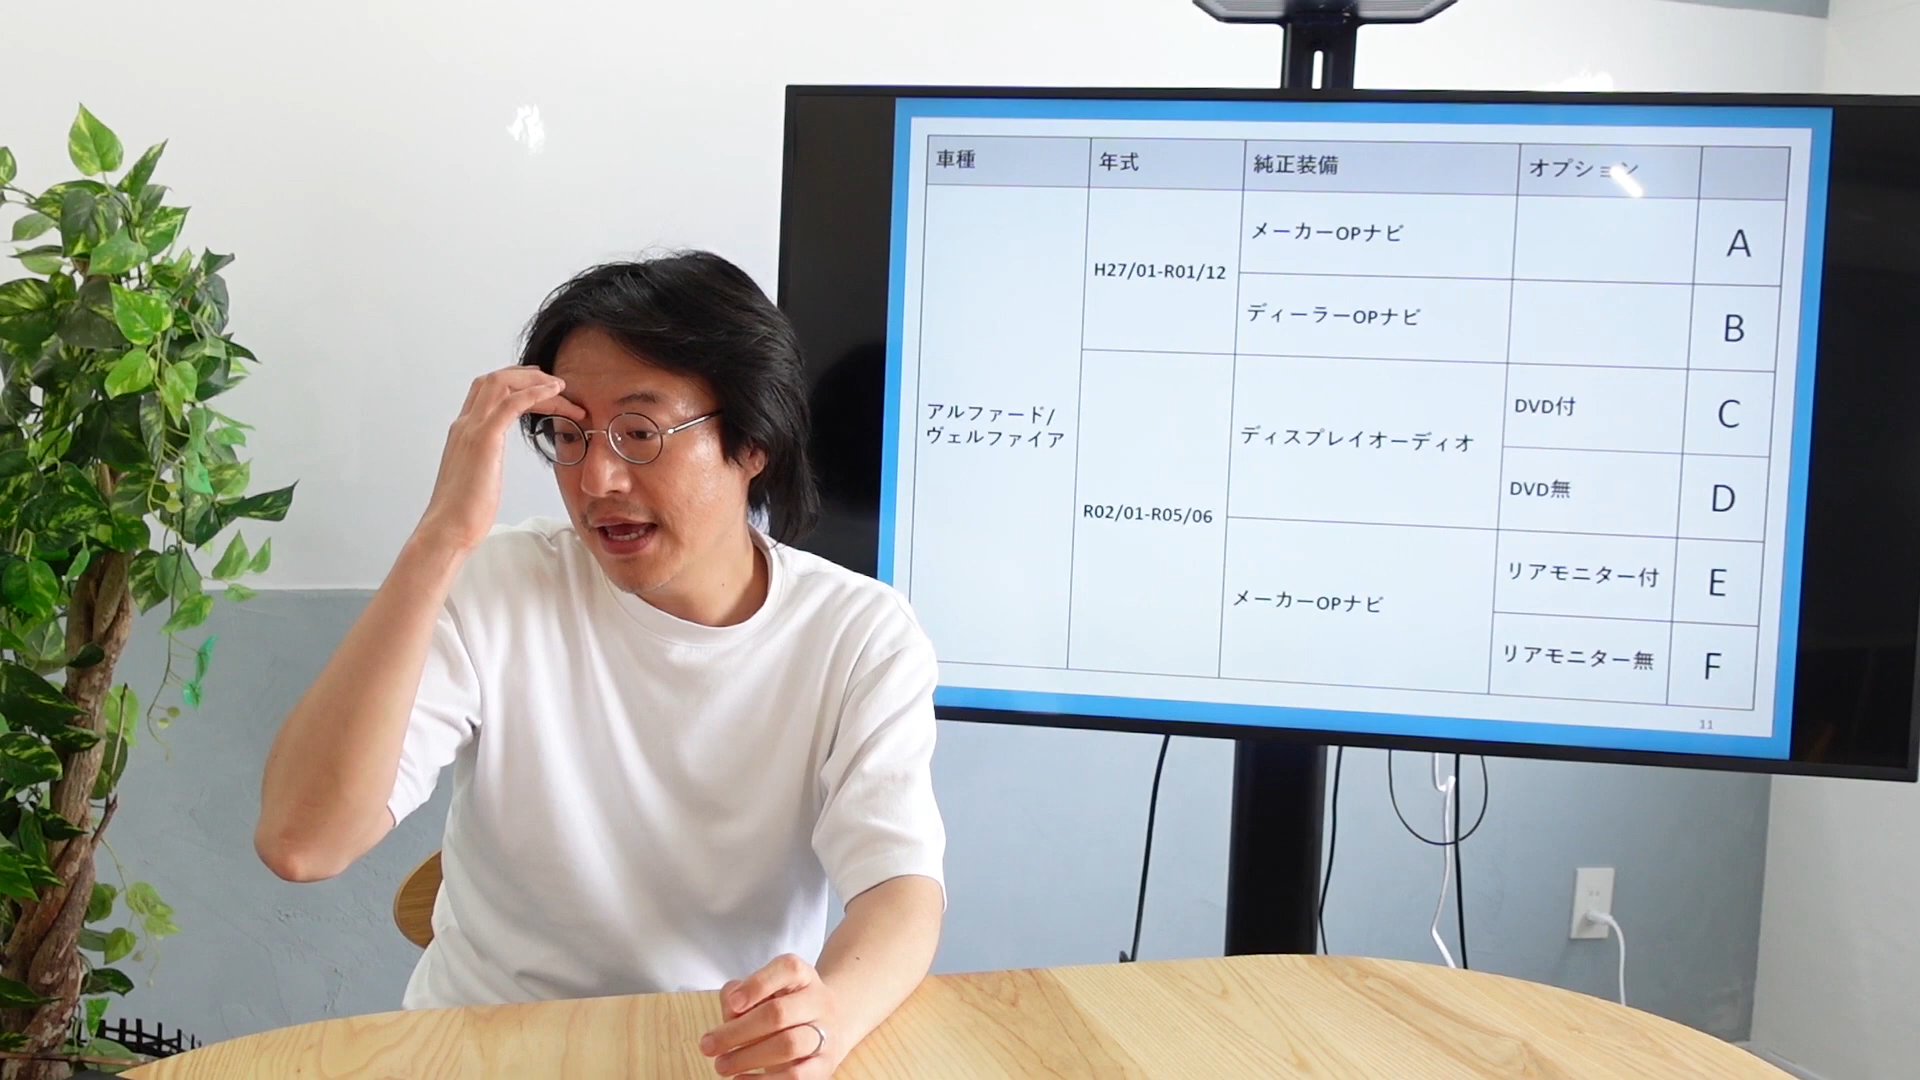 車種 年式 純正装備 オプション
アルファード/
ヴェルファイア
H27/01-R01/12
メーカーOPナビ
A
ディーラーOPナビ
B
R02/01-R05/06
ディスプレイオーディオ
DVD付
C
DVD無
D
メーカーOPナビ
リアモニター付
E
リアモニター無
F
11